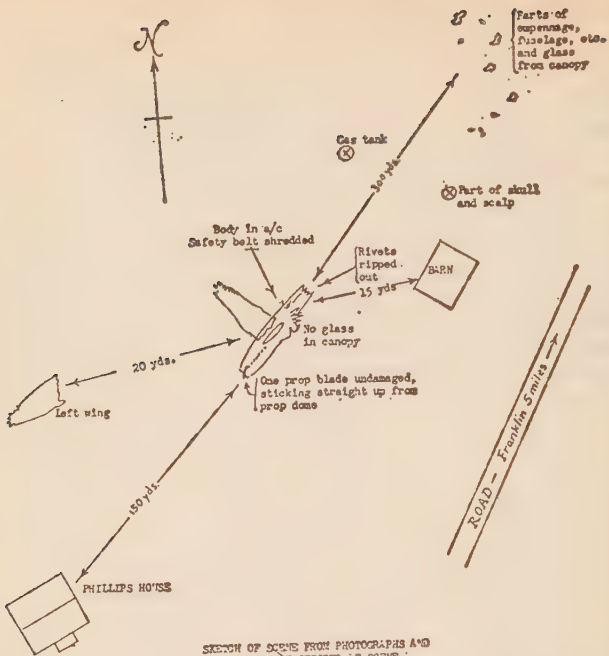 N
Parts of
empennage,
fuselage, etc.
and glass
from canopy
Gas tank
300 yds.
Part of skull
and scalp
Body in a/c
Safety belt shredded
Rivets
ripped
out
BARN
15 yds
No glass
in canopy
20 yds.
Left wing
One prop blade undamaged,
sticking straight up from
prop dome
150 yds.
ROAD - Franklin 5 miles
PHILLIPS HOUSE
SKETCH OF SCENE FROM PHOTOGRAPHS AND
AT SCENE